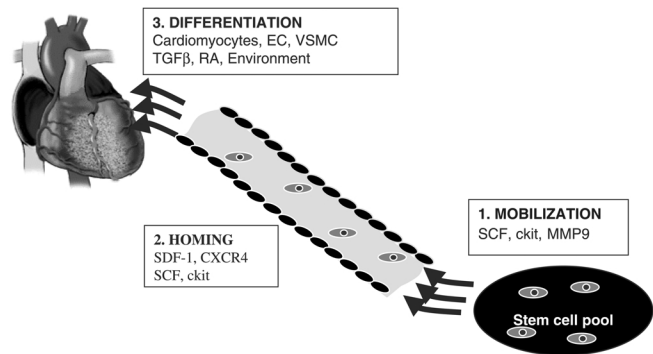 3. DIFFERENTIATION
Cardiomyocytes, EC, VSMC
TGFβ, RA, Environment
1. MOBILIZATION
SCF, ckit, MMP9
2. HOMING
SDF-1, CXCR4
SCF, ckit
Stem cell pool